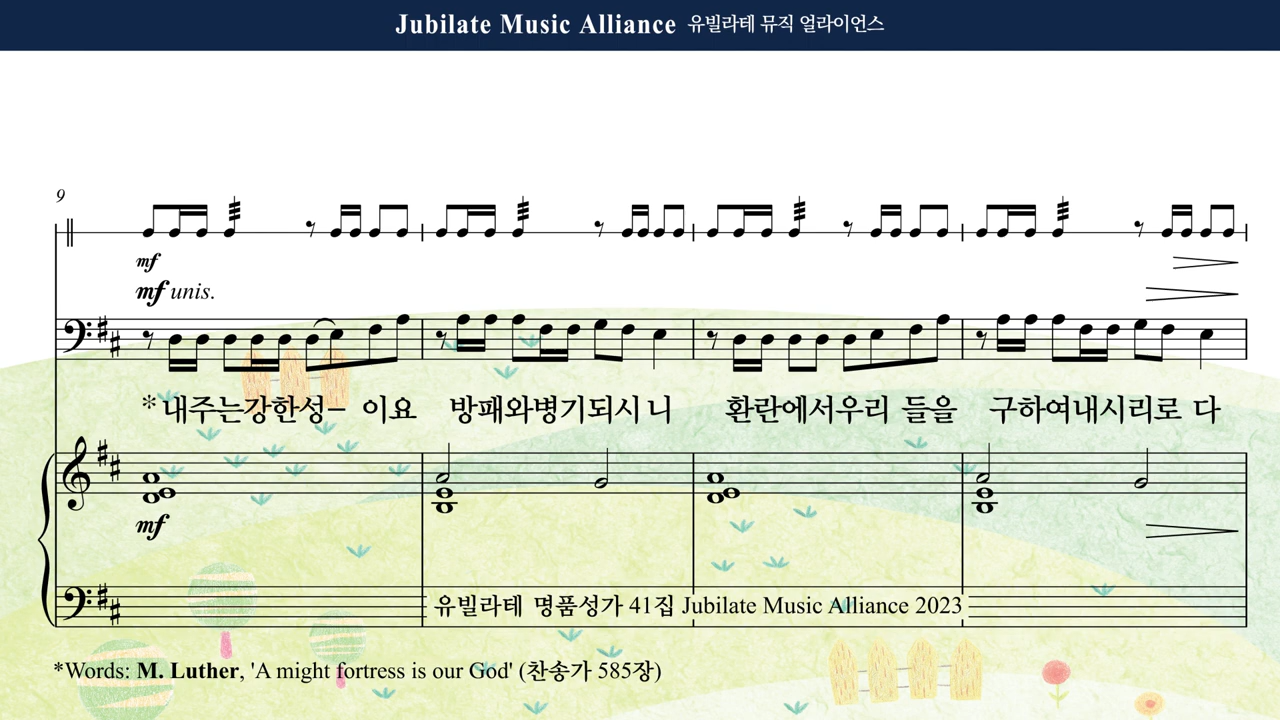 Jubilate Music Alliance 유빌라테 뮤직 얼라이언스
9
mf
mf unis.
*내주는강한성– 이요 방패와병기되시니 환란에서우리 들을 구하여내시리로 다
mf
유빌라테 명품성가 41집 Jubilate Music Alliance 2023
*Words: M. Luther, 'A might fortress is our God' (찬송가 585장)